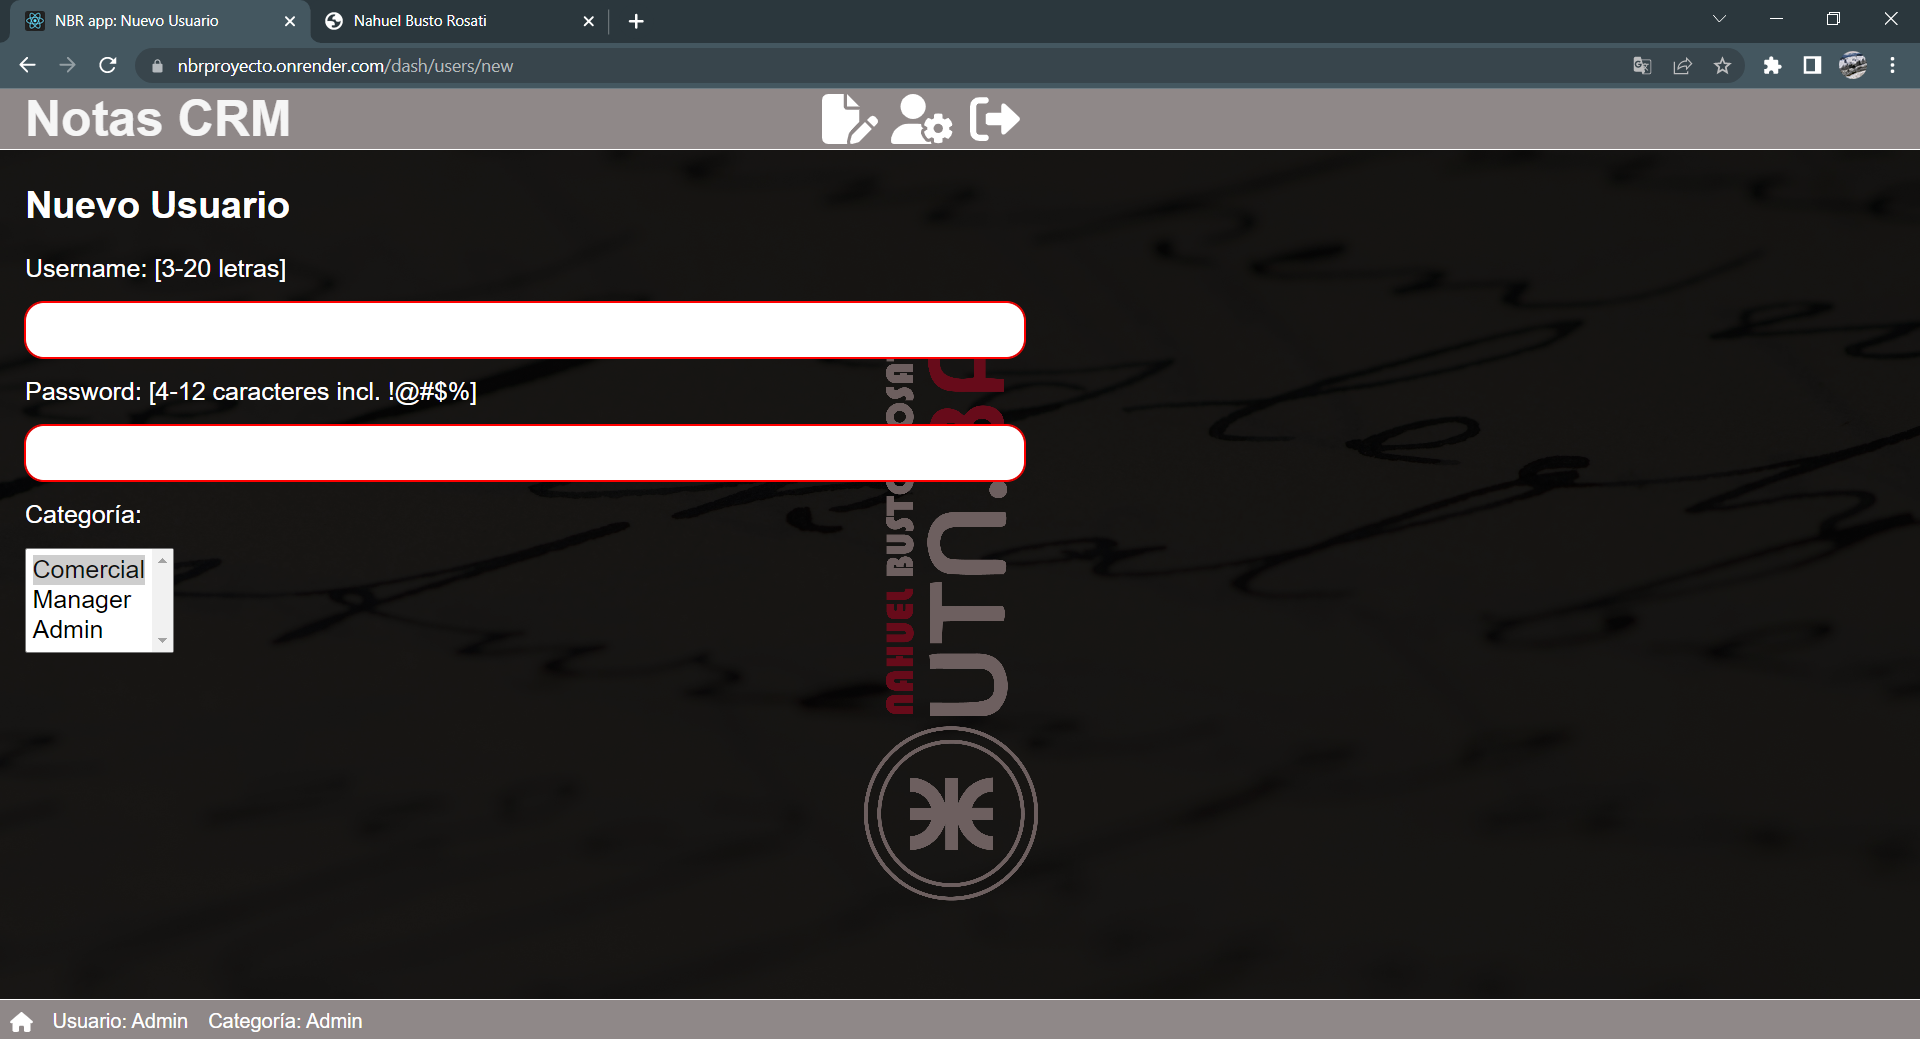 NBR app: Nuevo Usuario
Nahuel Busto Rosati
nbrproyecto.onrender.com/dash/users/new
Notas CRM
Nuevo Usuario
Username: [3-20 letras]
Password: [4-12 caracteres incl. !@#$%]
Categoría:
Comercial
Manager
Admin
NAHUEL BUSTO ROSA
UTN.BA
Usuario: Admin Categoría: Admin